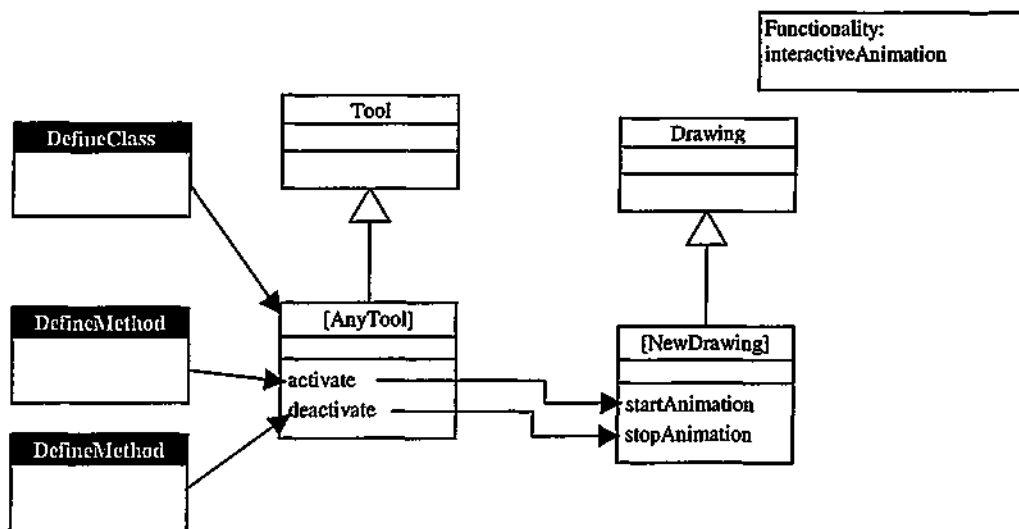 Functionality:
interactiveAnimation
Tool
Drawing
DefineClass
[AnyTool]
DefineMethod
[NewDrawing]
activate
startAnimation
deactivate
stopAnimation
DefineMethod